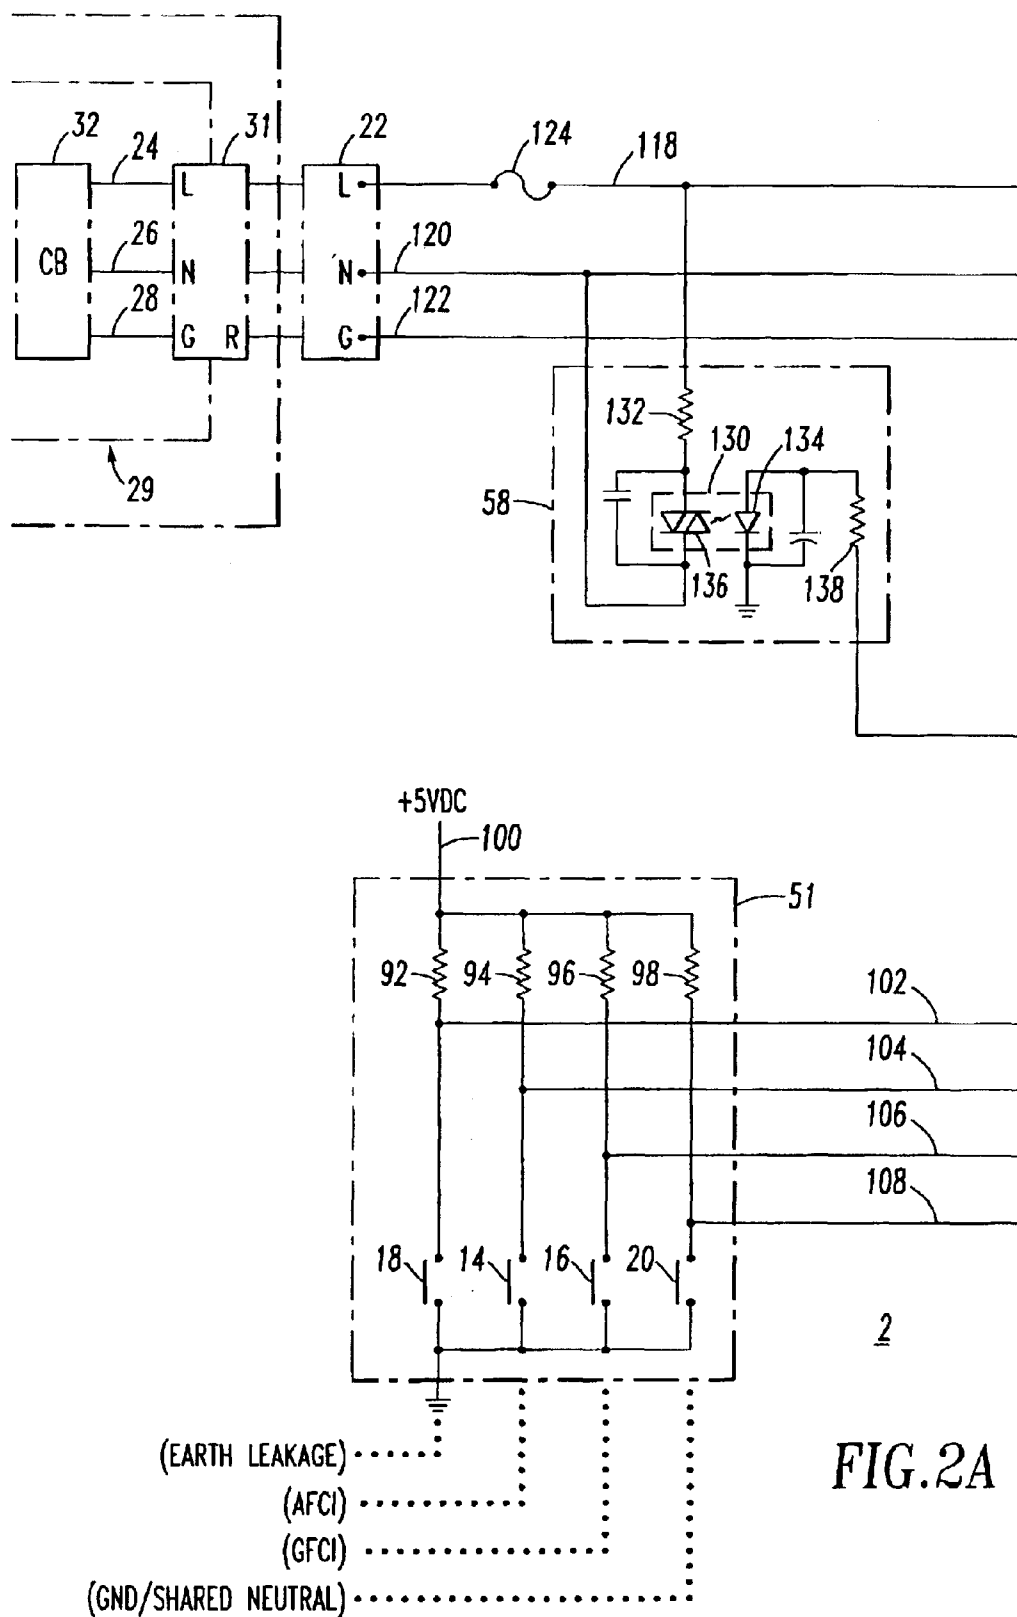 32
24
31
22
124
118
L
L
26
120
CB
N
N
28
122
G
R
G
29
132
130
134
58
136
138
+5VDC
100
51
92
94
96
98
102
104
106
108
18
14
16
20
2
(EARTH LEAKAGE)
(AFCI)
(GFCI)
(GND/SHARED NEUTRAL)
FIG.2A